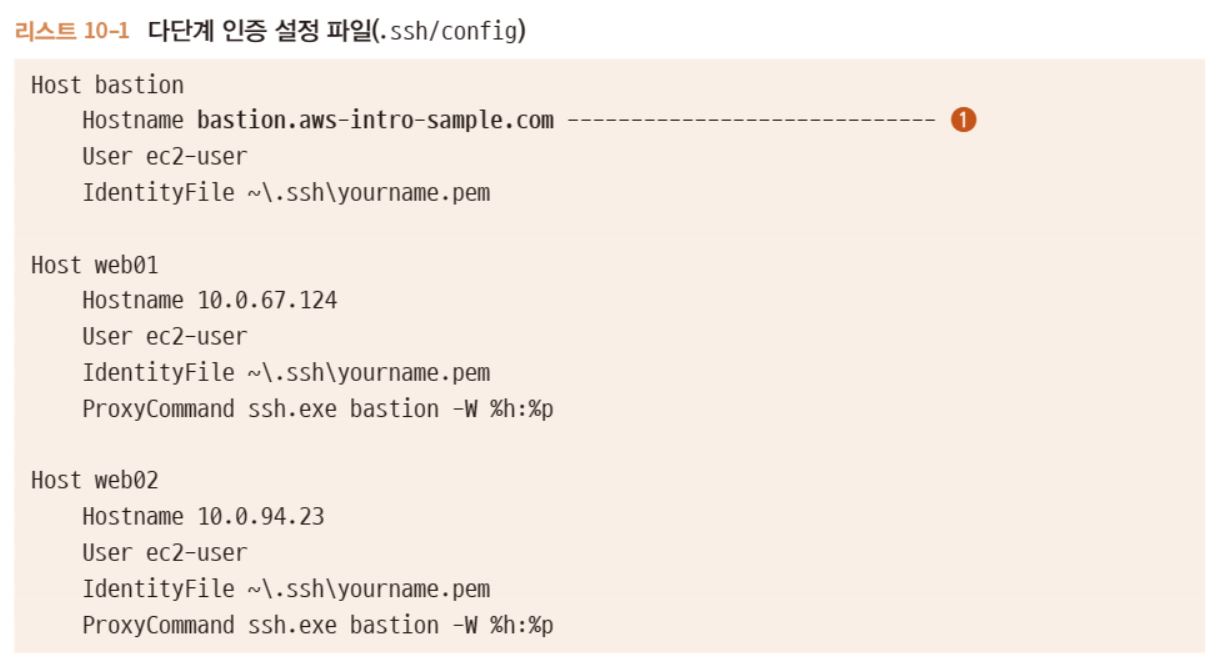 리스트 10-1 다단계 인증 설정 파일(.ssh/config)
Host bastion
Hostname bastion.aws-intro-sample.com ----------------------------- ❶
User ec2-user
IdentityFile ~\.ssh\yourname.pem
Host web01
Hostname 10.0.67.124
User ec2-user
IdentityFile ~\.ssh\yourname.pem
ProxyCommand ssh.exe bastion -W %h:%p
Host web02
Hostname 10.0.94.23
User ec2-user
IdentityFile ~\.ssh\yourname.pem
ProxyCommand ssh.exe bastion -W %h:%p